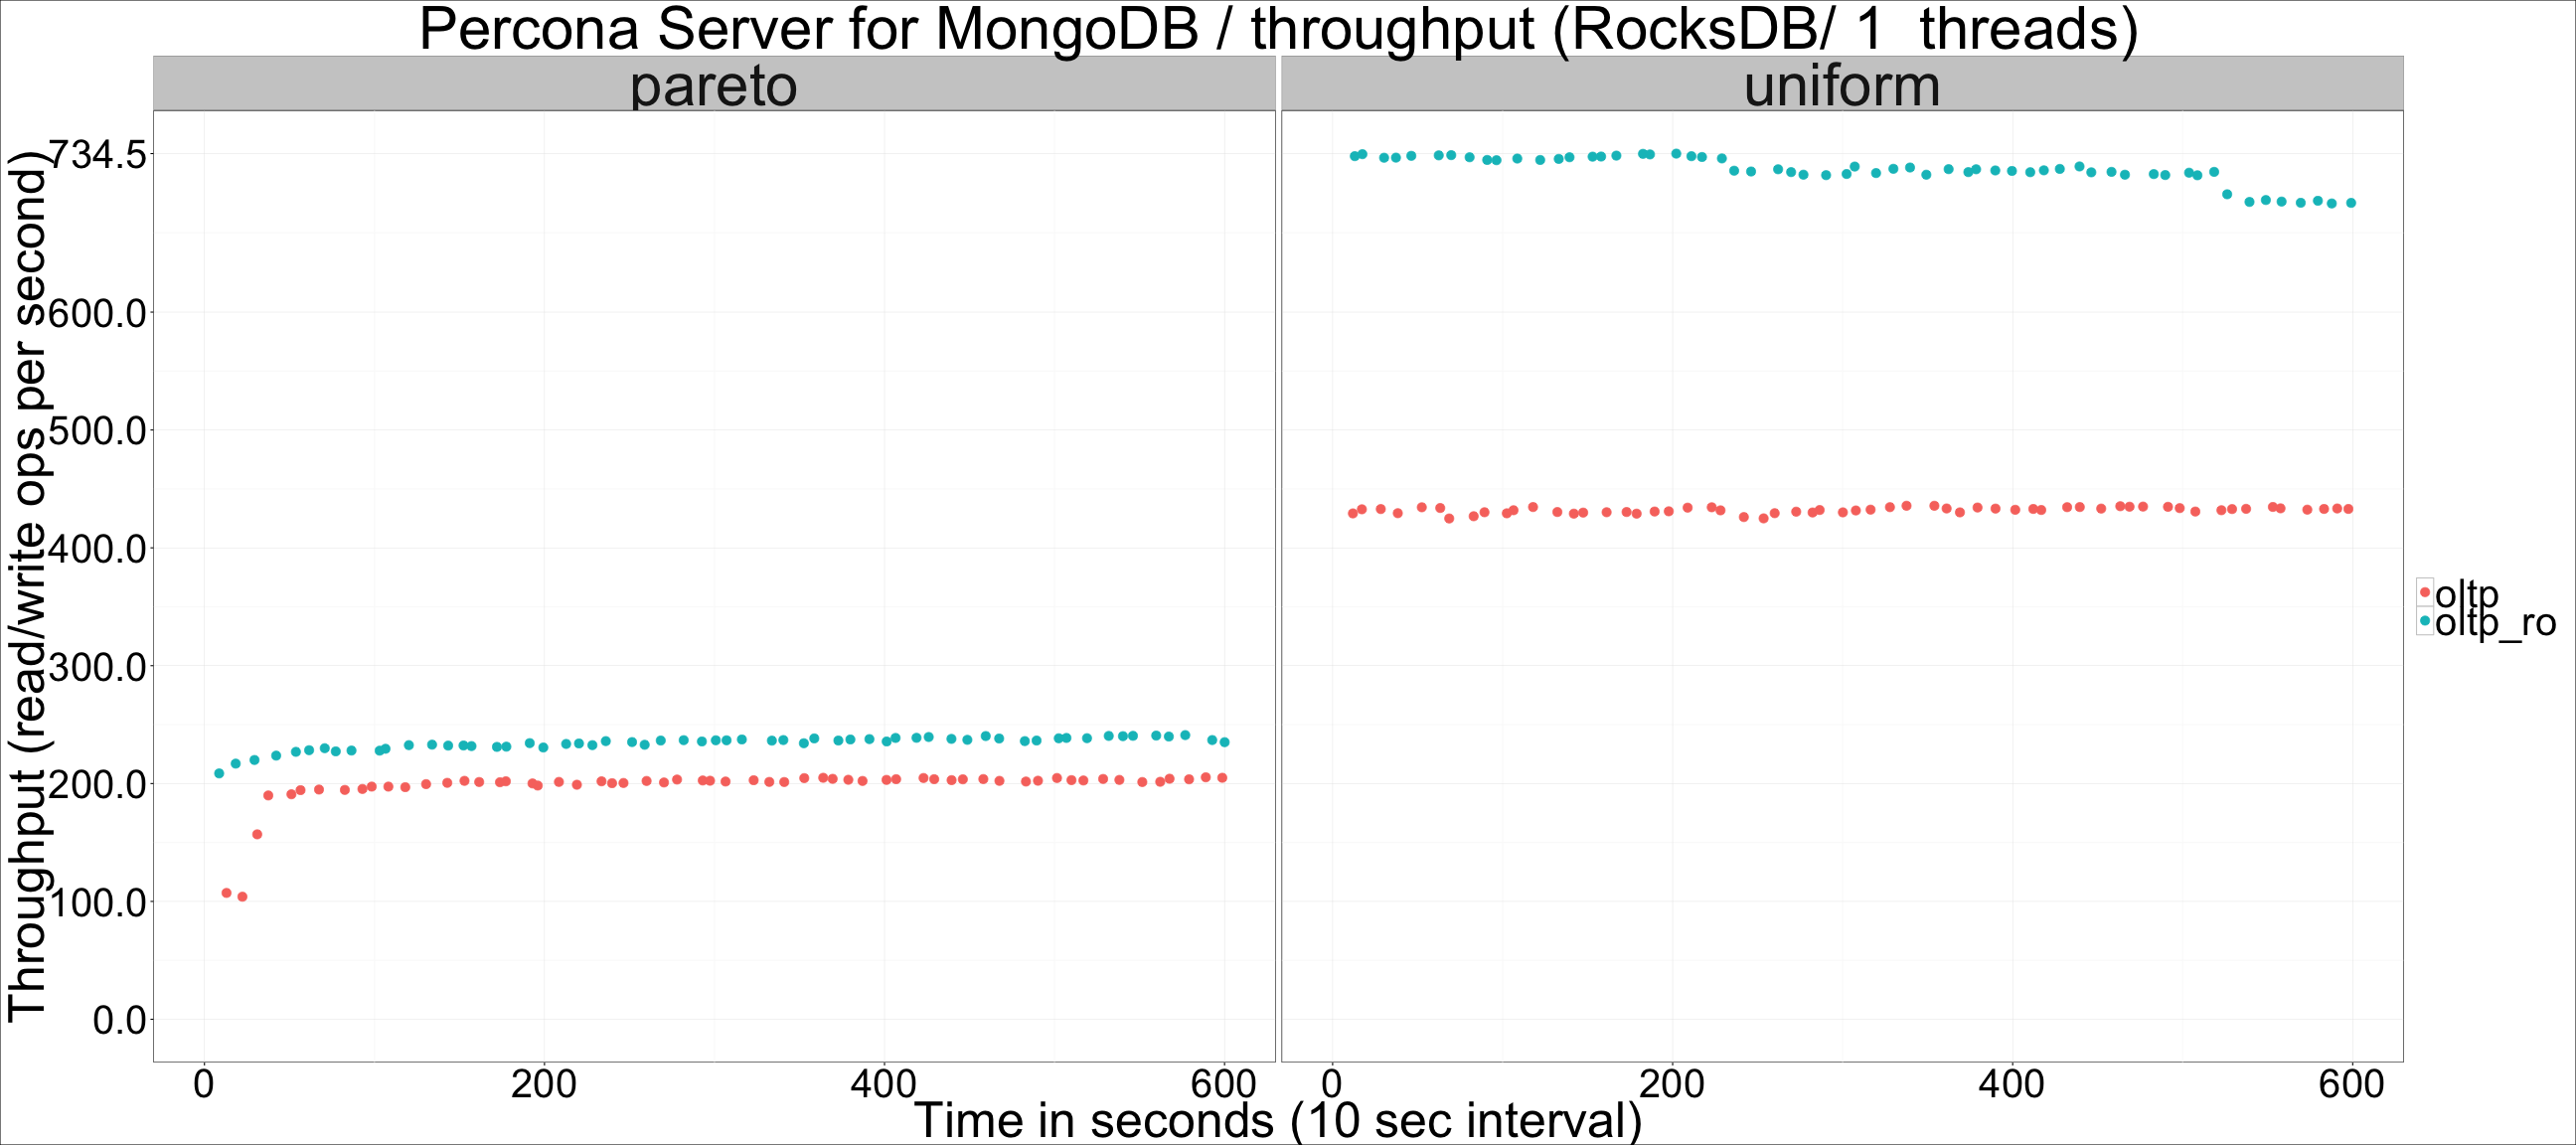 Percona Server for MongoDB / throughput (RocksDB/ 1  threads)
pareto
uniform
Throughput (read/write ops per second)
734.5
600.0
500.0
400.0
300.0
200.0
100.0
0.0
0 200 400 600
0 200 400 600
Time in seconds (10 sec interval)
oltp
oltp_ro